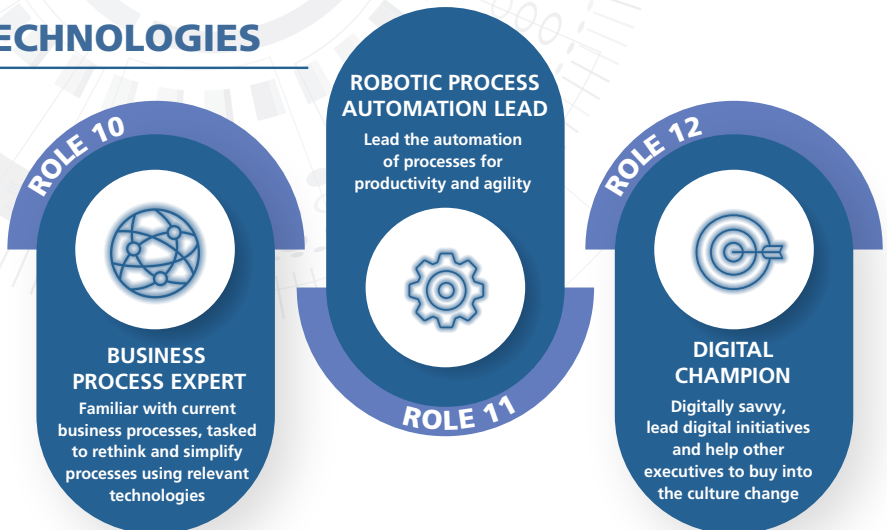 ECHNOLOGIES
ROLE 10
BUSINESS
PROCESS EXPERT
Familiar with current
business processes, tasked
to rethink and simplify
processes using relevant
technologies
ROBOTIC PROCESS
AUTOMATION LEAD
Lead the automation
of processes for
productivity and agility
ROLE 11
ROLE 12
DIGITAL
CHAMPION
Digitally savvy,
lead digital initiatives
and help other
executives to buy into
the culture change